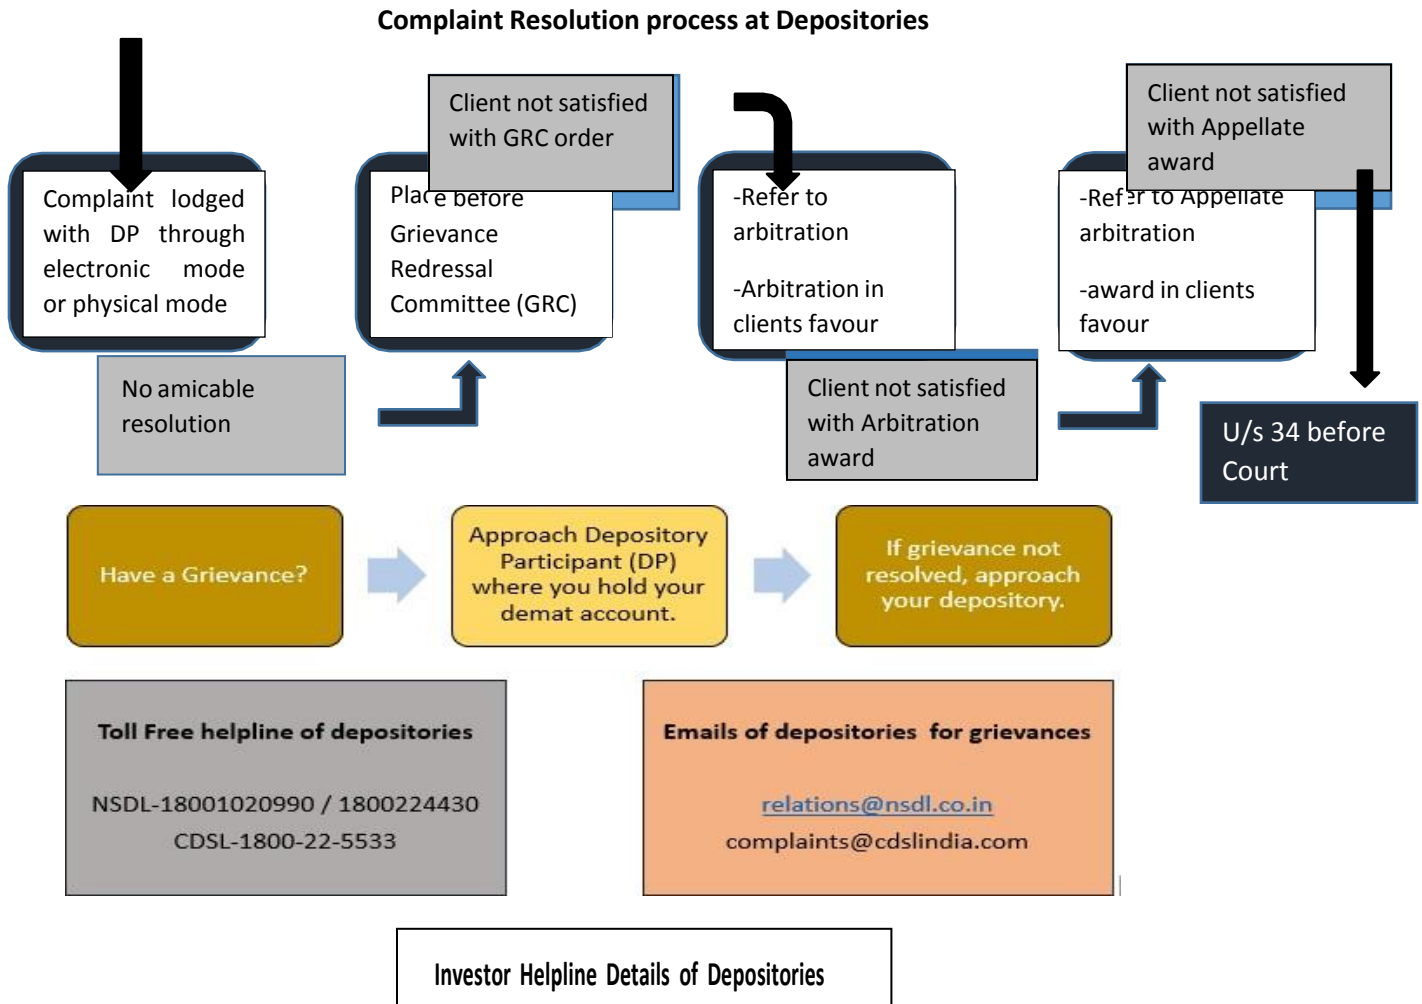 Complaint Resolution process at Depositories
Complaint lodged
with DP through
electronic mode
or physical mode
No amicable
resolution
Place before
Grievance
Redressal
Committee (GRC)
Client not satisfied
with GRC order
-Refer to
arbitration
-Arbitration in
clients favour
Client not satisfied
with Arbitration
award
-Refer to Appellate
arbitration
-award in clients
favour
Client not satisfied
with Appellate
award
U/s 34 before
Court
Have a Grievance?
Approach Depository
Participant (DP)
where you hold your
demat account.
If grievance not
resolved, approach
your depository.
Toll Free helpline of depositories
NSDL-18001020990 / 1800224430
CDSL-1800-22-5533
Emails of depositories for grievances
relations@nsdl.co.in
complaints@cdslindia.com
Investor Helpline Details of Depositories